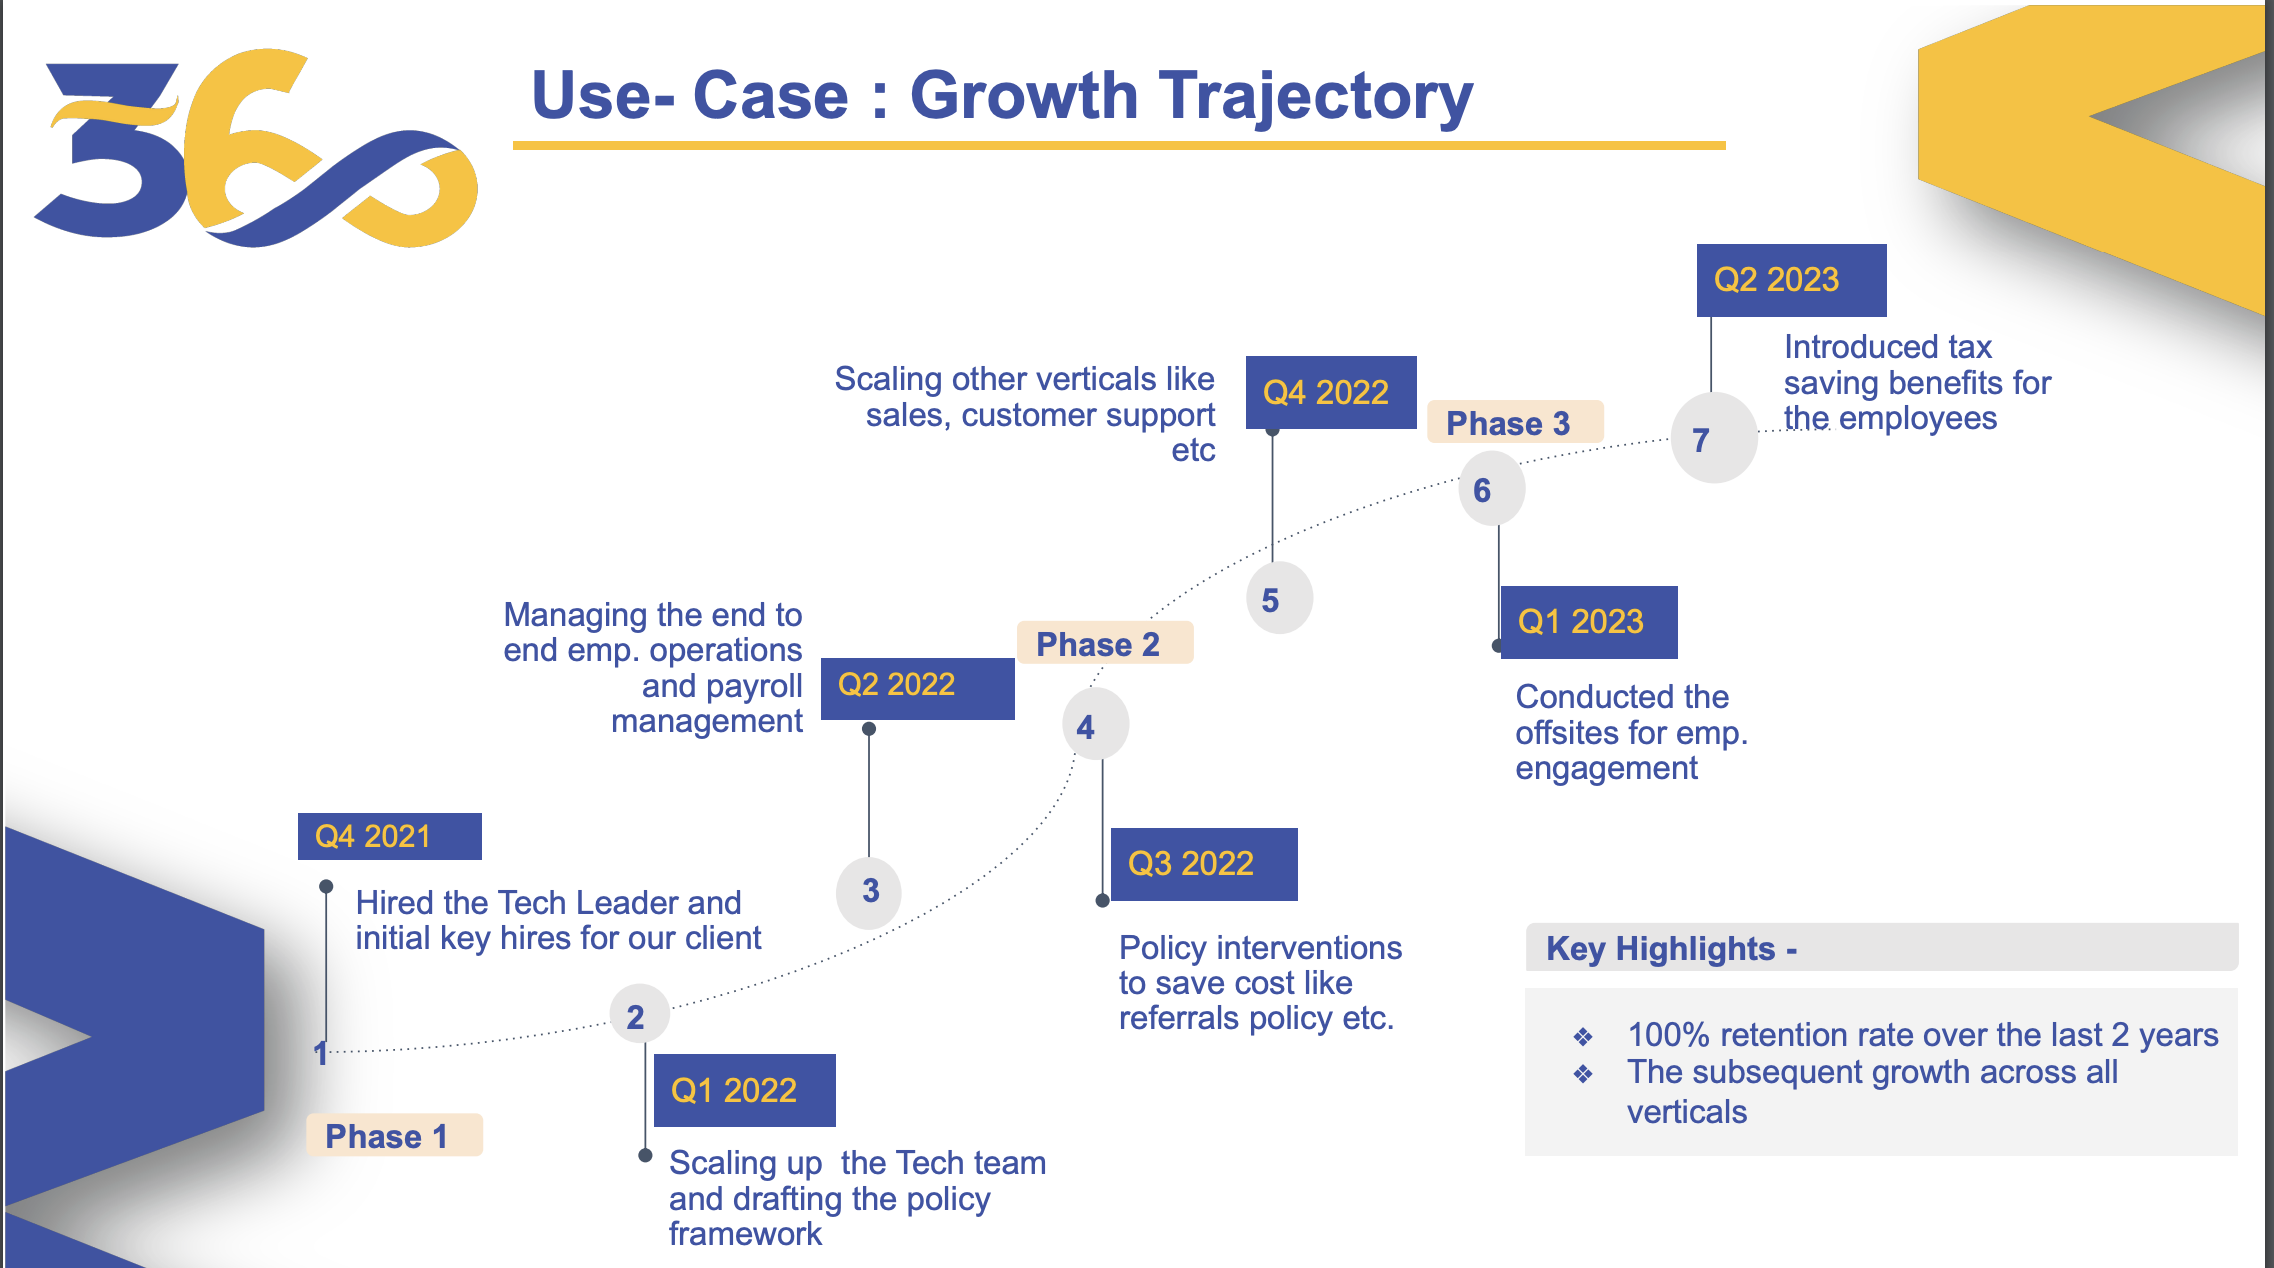 360
Use- Case : Growth Trajectory
Q2 2023
Introduced tax
saving benefits for
the employees
7
Scaling other verticals like
sales, customer support
etc
Q4 2022
5
Phase 3
6
Q1 2023
Conducted the
offsites for emp.
engagement
Managing the end to
end emp. operations
and payroll
management
Q2 2022
3
Phase 2
4
Q3 2022
Policy interventions
to save cost like
referrals policy etc.
Q4 2021
Hired the Tech Leader and
initial key hires for our client
1
Phase 1
2
Q1 2022
Scaling up  the Tech team
and drafting the policy
framework
Key Highlights -
❖ 100% retention rate over the last 2 years
❖ The subsequent growth across all
verticals